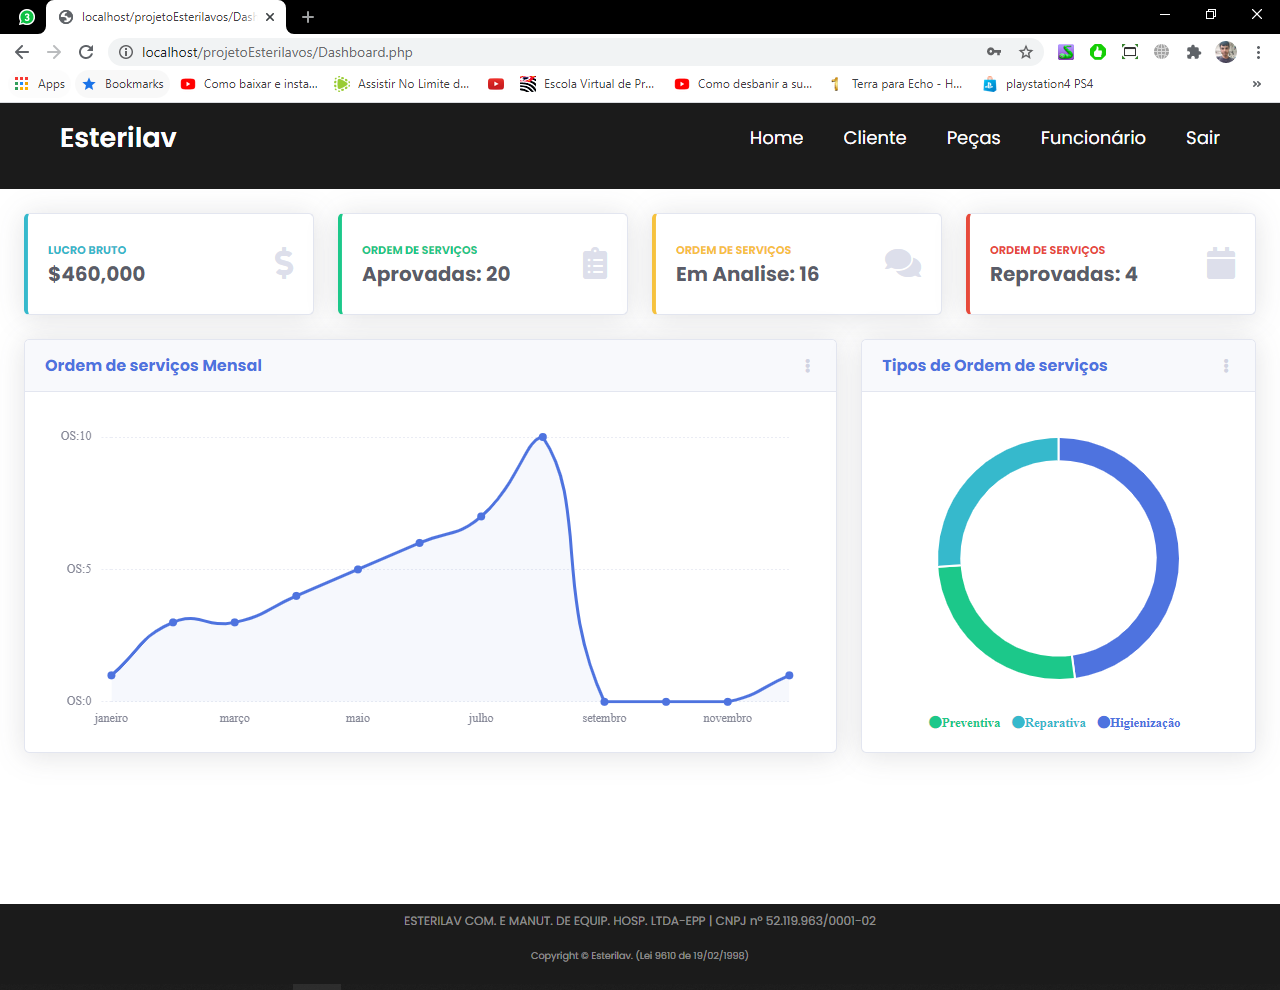 3
localhost/projetoEsterilavos/Das
localhost/projetoEsterilavos/Dashboard.php
Apps
Bookmarks
Como baixar e insta...
Assistir No Limite d...
Escola Virtual de Pr...
Como desbanir a su...
Terra para Echo - H...
playstation4 PS4
»
Esterilav
Home
Cliente
Peças
Funcionário
Sair
LUCRO BRUTO
$460,000
ORDEM DE SERVIÇOS
Aprovadas: 20
ORDEM DE SERVIÇOS
Em Analise: 16
ORDEM DE SERVIÇOS
Reprovadas: 4
Ordem de serviços Mensal
OS:10
OS:5
OS:0
janeiro
março
maio
julho
setembro
novembro
Tipos de Ordem de serviços
Preventiva
Reparativa
Higienização
ESTERILAV COM. E MANUT. DE EQUIP. HOSP. LTDA-EPP | CNPJ nº 52.119.963/0001-02
Copyright © Esterilav. (Lei 9610 de 19/02/1998)